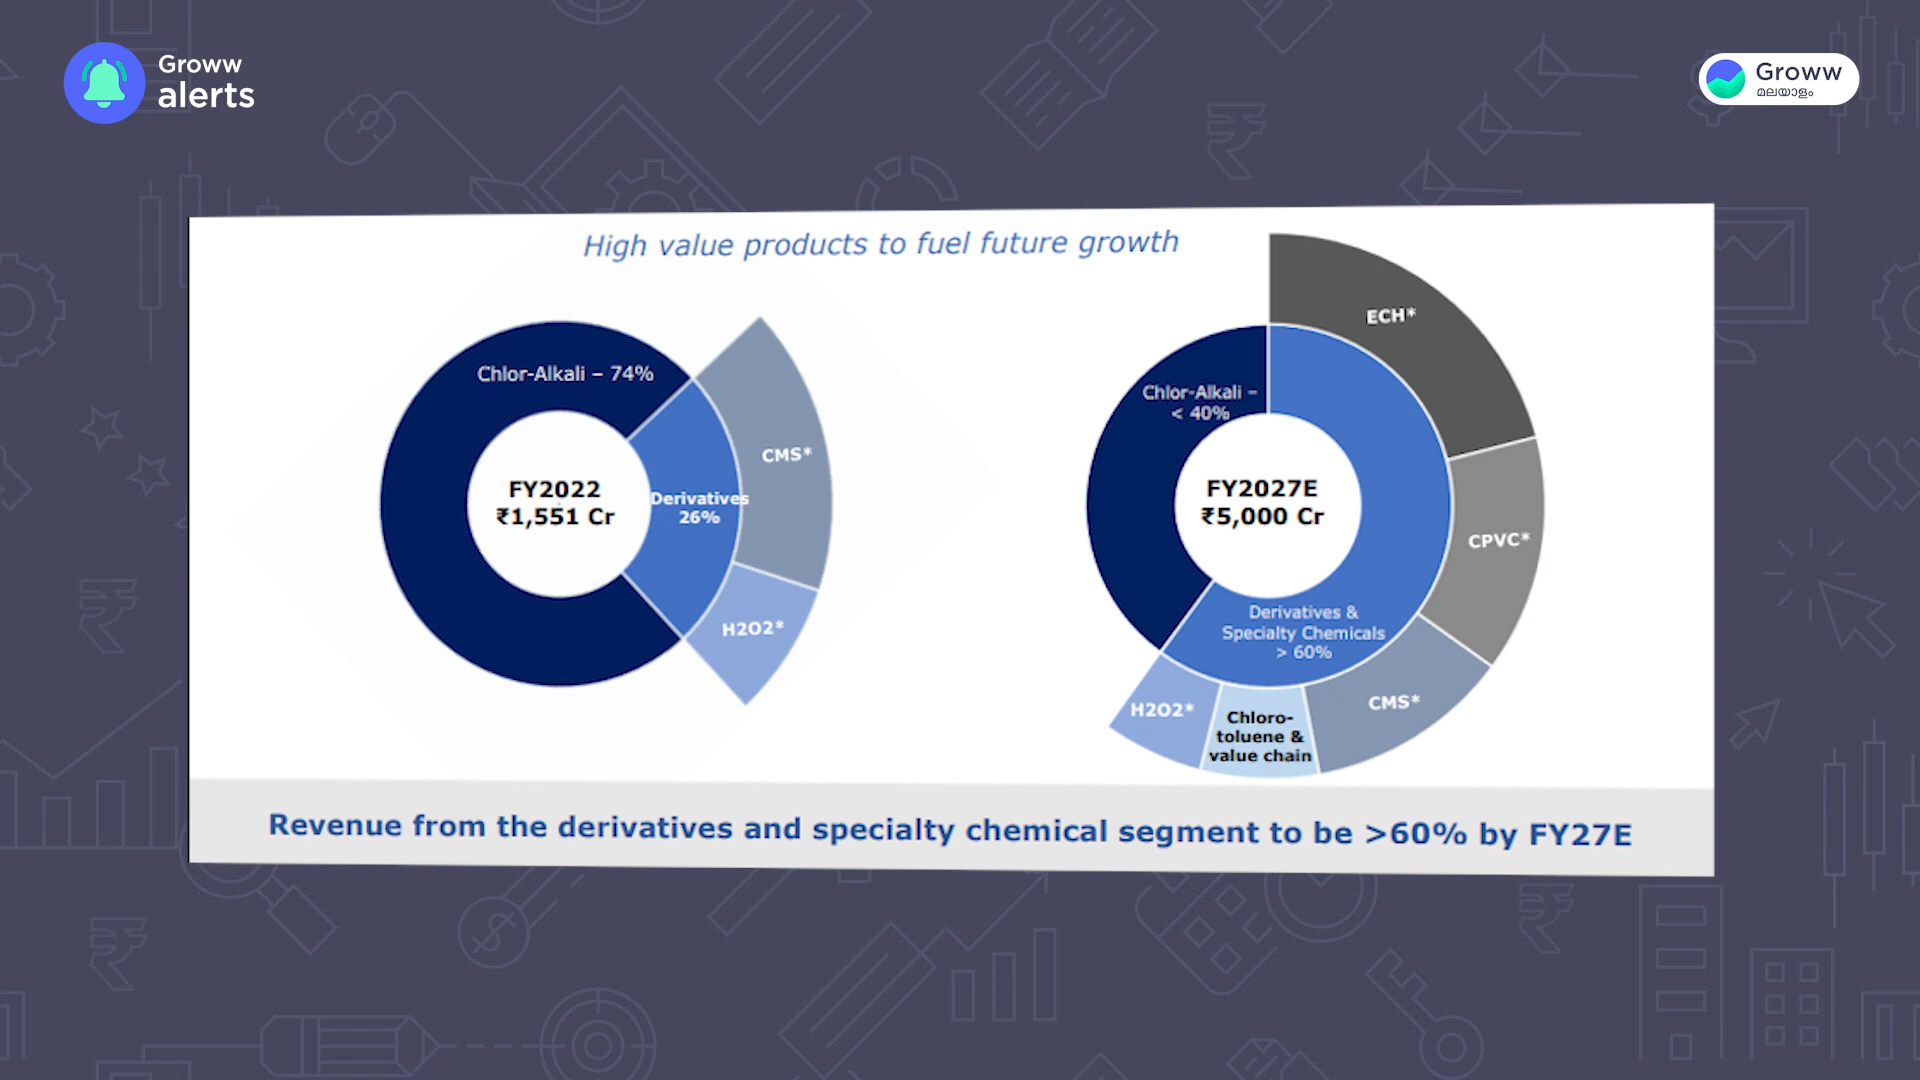 Groww
alerts
Groww
മലയാളം
High value products to fuel future growth
Chlor-Alkali – 74%
CMS*
FY2022
₹1,551 Cr
Derivatives
26%
H2O2*
ECH*
Chlor-Alkali –
< 40%
FY2027E
₹5,000 Cr
CPVC*
Derivatives &
Specialty Chemicals
> 60%
CMS*
H2O2*
Chloro-
toluene &
value chain
Revenue from the derivatives and specialty chemical segment to be >60% by FY27E